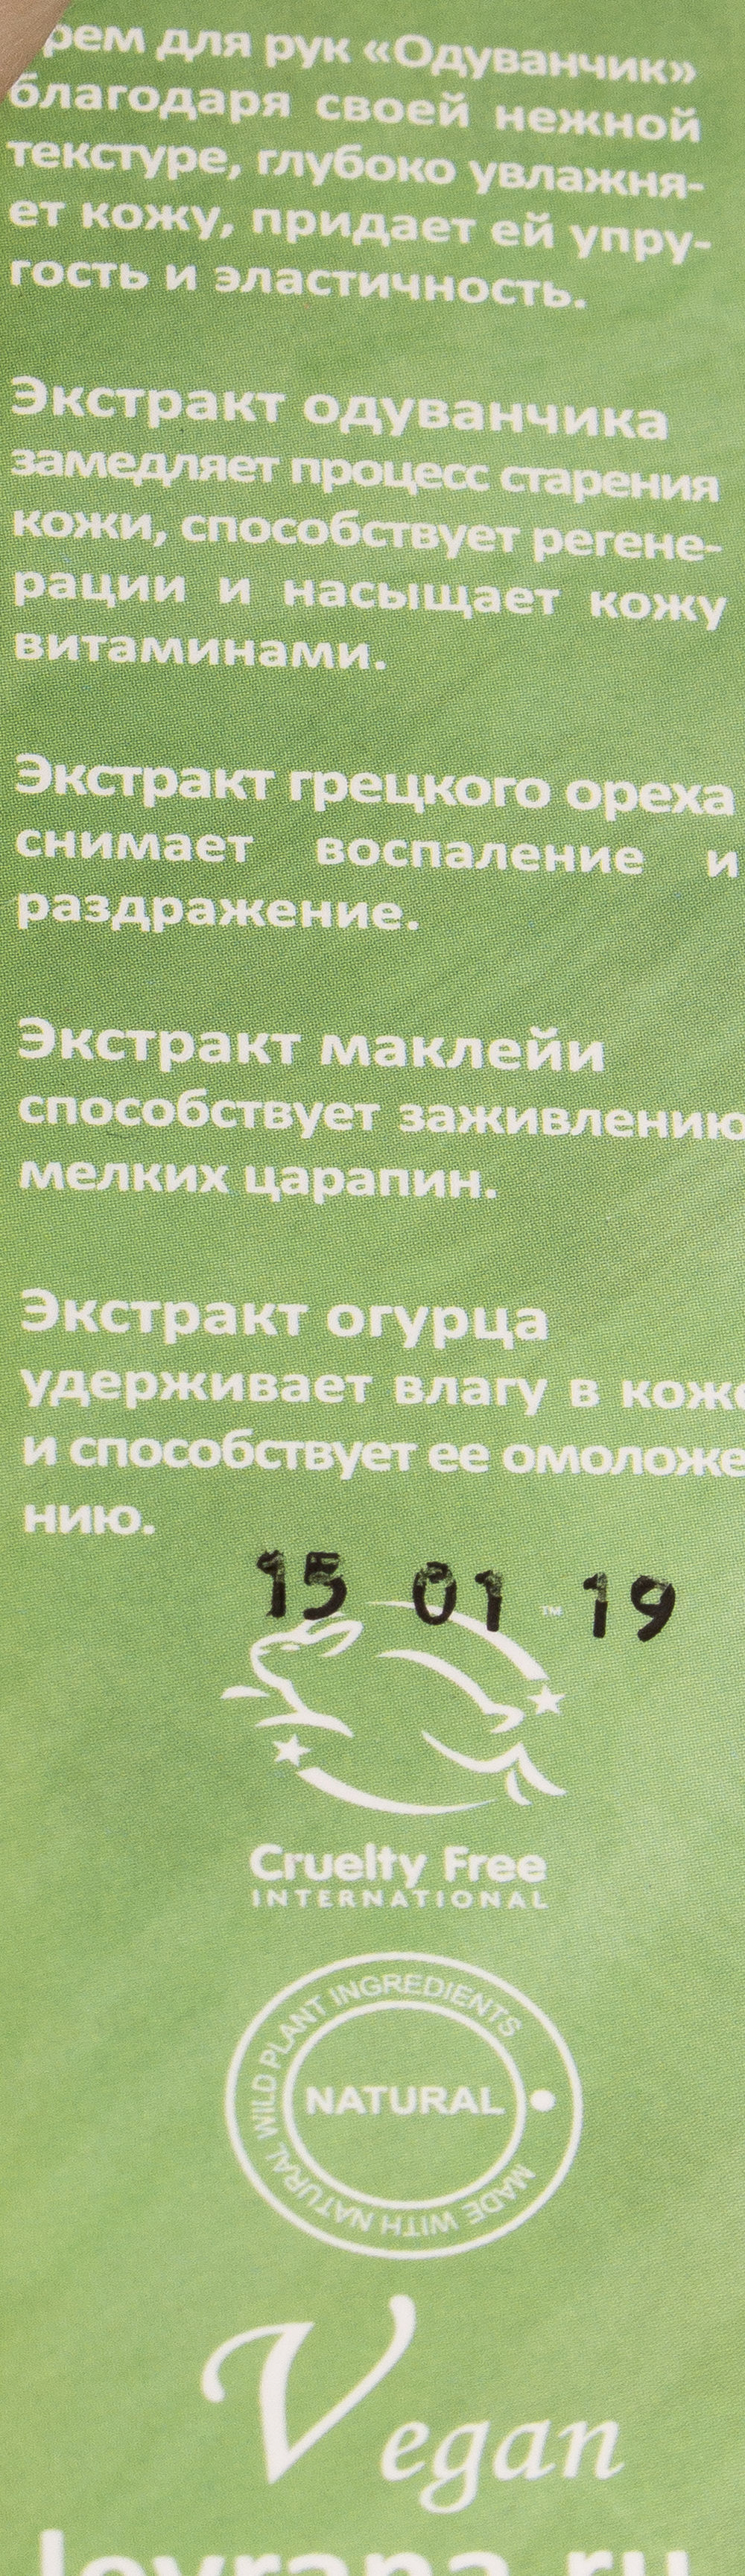 рем для рук «Одуванчик»
благодаря своей нежной
текстуре, глубоко увлажня-
ет кожу, придает ей упру-
гость и эластичность.
Экстракт одуванчика
замедляет процесс старения
кожи, способствует регене-
рации и насыщает кожу
витаминами.
Экстракт грецкого ореха
снимает воспаление и
раздражение.
Экстракт маклейи
способствует заживлению
мелких царапин.
Экстракт огурца
удерживает влагу в коже
и способствует ее омоложе
нию.
15 01 19
™
Cruelty Free
INTERNATIONAL
MADE WITH NATURAL WILD PLANT INGREDIENTS
NATURAL
Vegan
levrana.ru